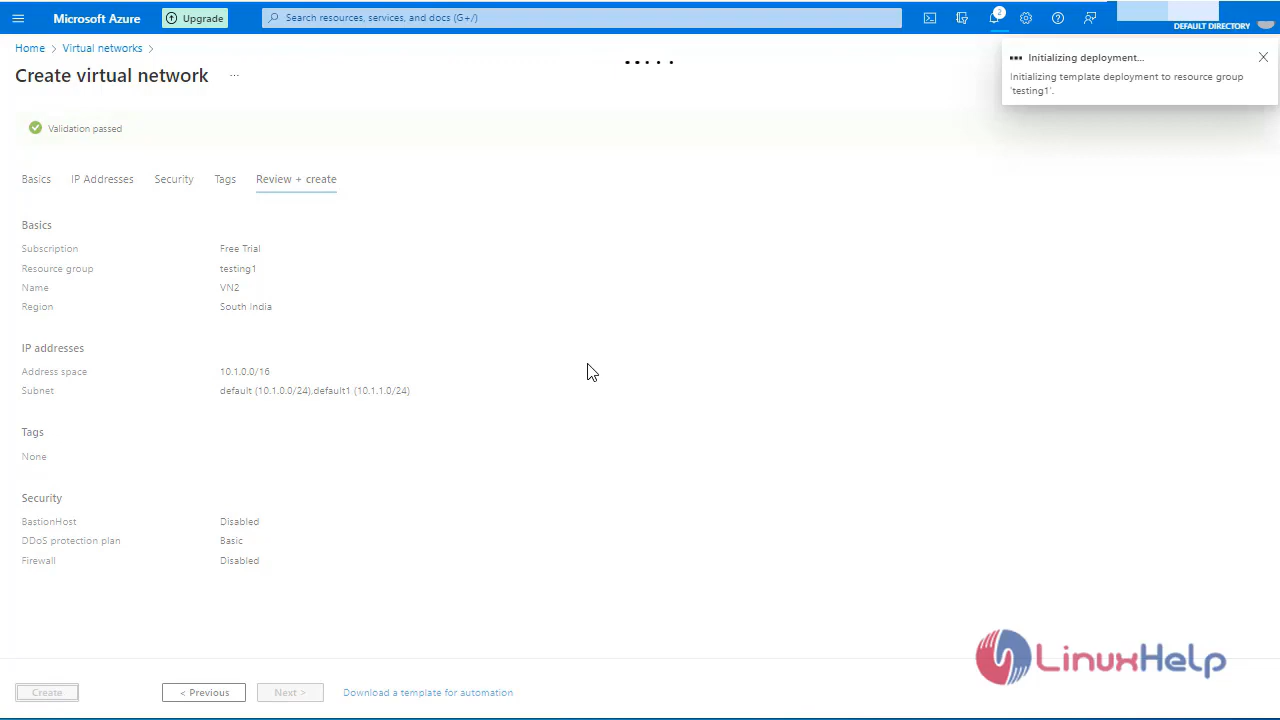 Microsoft Azure
Upgrade
Search resources, services, and docs (G+/)
2
DEFAULT DIRECTORY
Home > Virtual networks >
Create virtual network ...
Initializing deployment...
Initializing template deployment to resource group
'testing1'.
Validation passed
Basics IP Addresses Security Tags Review + create
Basics
Subscription Free Trial
Resource group testing1
Name VN2
Region South India
IP addresses
Address space 10.1.0.0/16
Subnet default (10.1.0.0/24),default1 (10.1.1.0/24)
Tags
None
Security
BastionHost Disabled
DDoS protection plan Basic
Firewall Disabled
LinuxHelp
Create < Previous Next > Download a template for automation